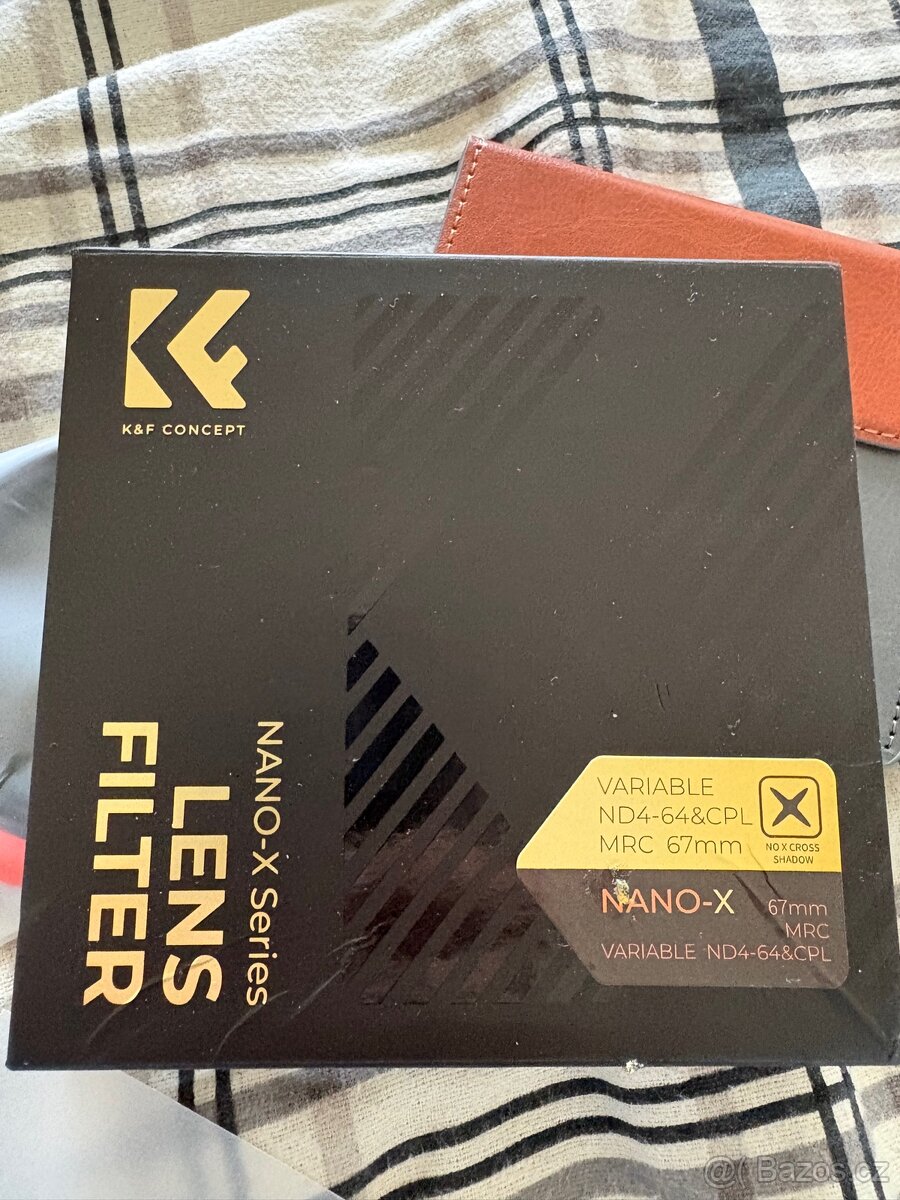 K&F CONCEPT
NANO-X Series
LENS
FILTER
VARIABLE
ND4-64&CPL
MRC 67mm
NO X CROSS
SHADOW
NANO-X
67mm
MRC
VARIABLE ND4-64&CPL
@( Bazos.cz